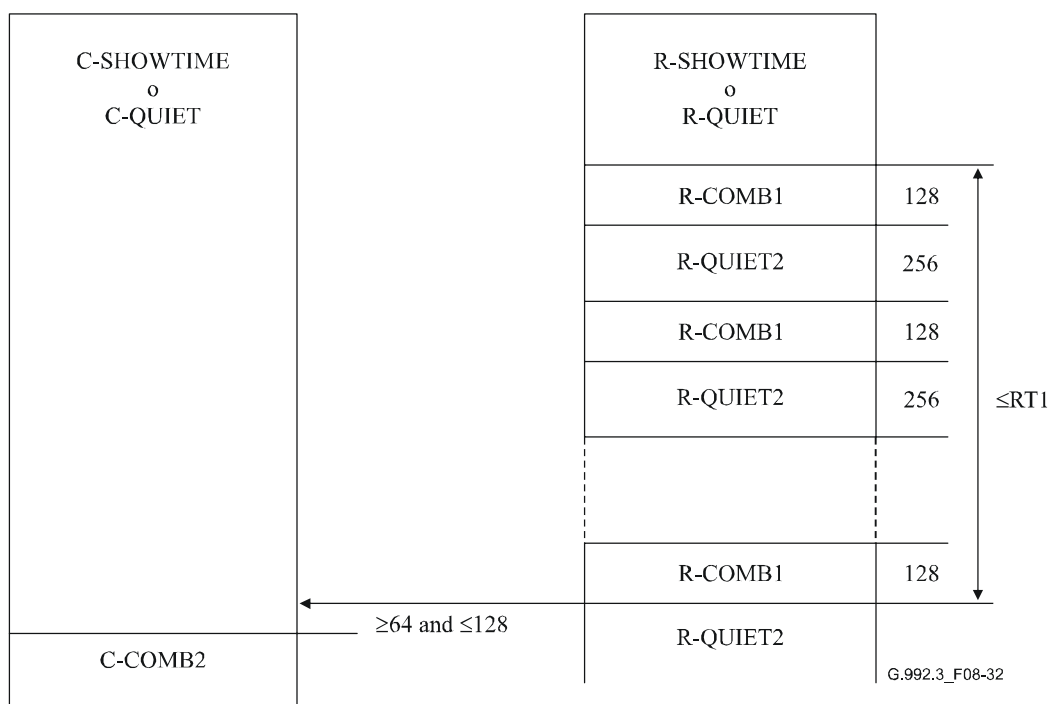 C-SHOWTIME
o
C-QUIET
R-SHOWTIME
o
R-QUIET
R-COMB1
128
R-QUIET2
256
R-COMB1
128
R-QUIET2
256
≤RT1
R-COMB1
128
≥64 and ≤128
R-QUIET2
C-COMB2
G.992.3_F08-32